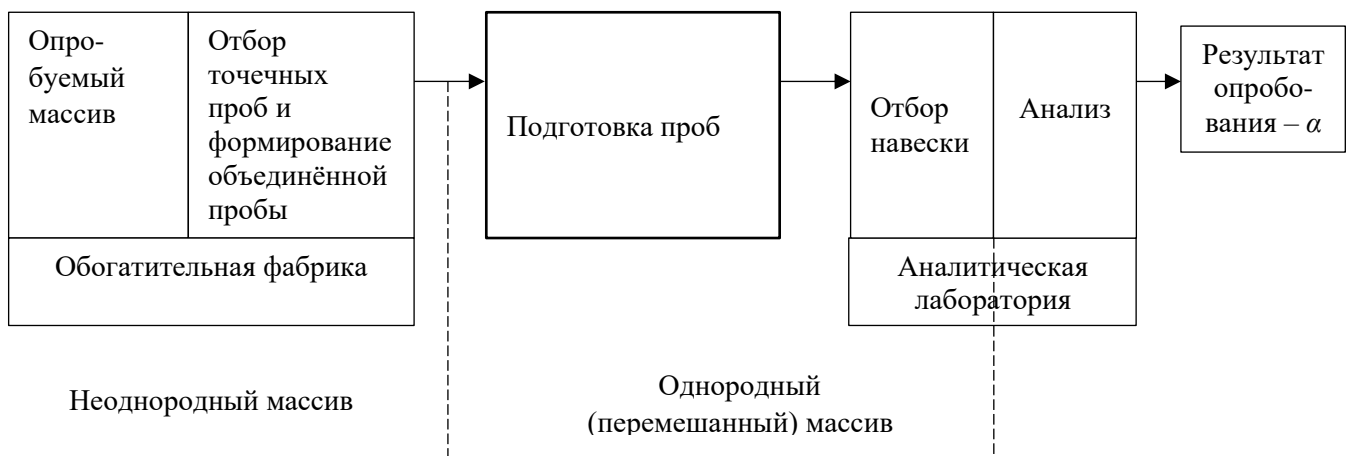 Опро-
буемый
массив
Отбор
точечных
проб и
формирование
объединённой
пробы
Обогатительная фабрика
Подготовка проб
Отбор
навески
Анализ
Аналитическая
лаборатория
Результат
опробо-
вания – α
Неоднородный массив
Однородный
(перемешанный) массив